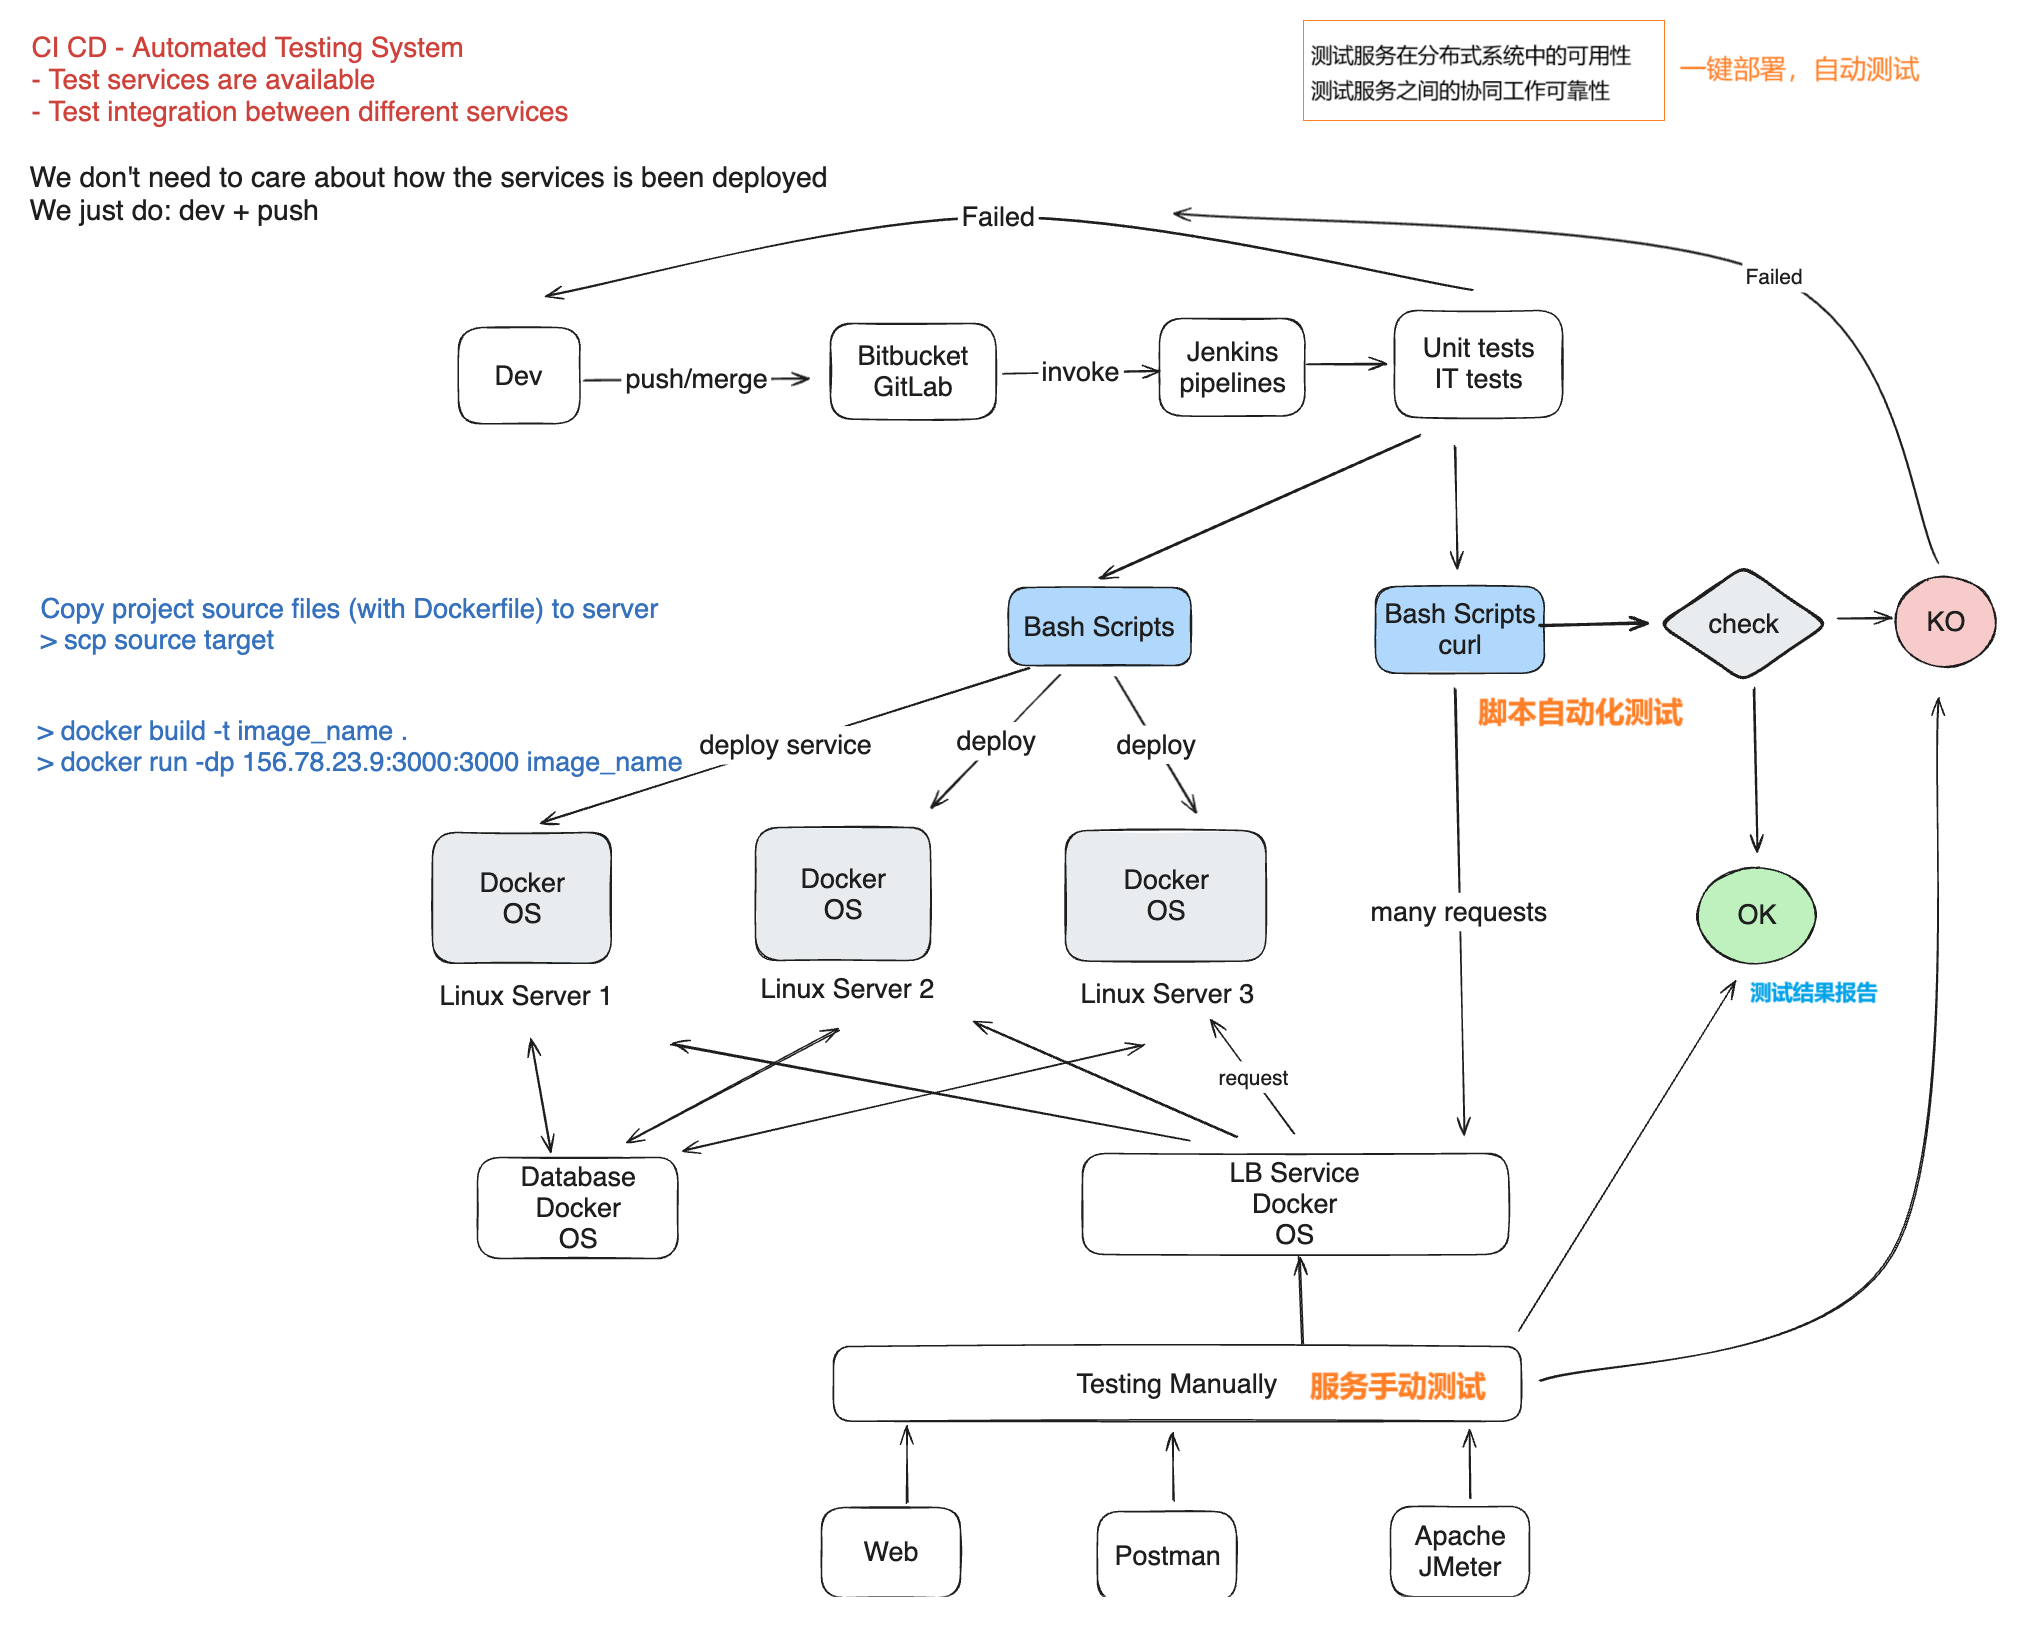 CI CD - Automated Testing System
- Test services are available
- Test integration between different services
测试服务在分布式系统中的可用性
测试服务之间的协同工作可靠性
一键部署，自动测试
We don't need to care about how the services is been deployed
We just do: dev + push
Failed
Failed
Dev
push/merge
Bitbucket
GitLab
invoke
Jenkins
pipelines
Unit tests
IT tests
Copy project source files (with Dockerfile) to server
> scp source target
Bash Scripts
Bash Scripts
curl
check
KO
脚本自动化测试
> docker build -t image_name .
> docker run -dp 156.78.23.9:3000:3000 image_name
deploy service
deploy
deploy
Docker
OS
Docker
OS
Docker
OS
many requests
OK
Linux Server 1
Linux Server 2
Linux Server 3
测试结果报告
request
Database
Docker
OS
LB Service
Docker
OS
Testing Manually
服务手动测试
Web
Postman
Apache
JMeter